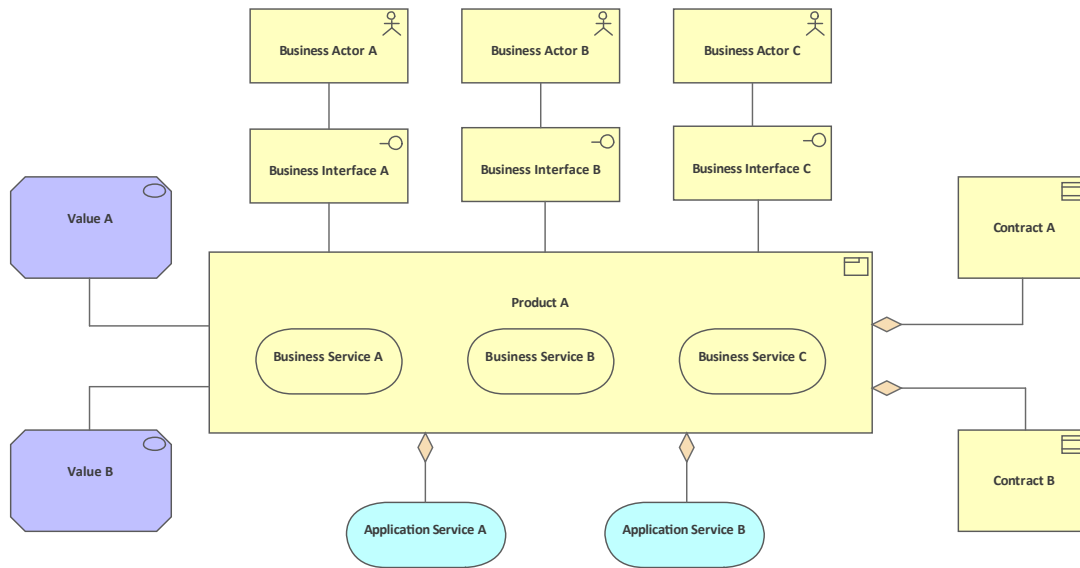 Business Actor A
Business Actor B
Business Actor C
Business Interface A
Business Interface B
Business Interface C
Value A
Contract A
Product A
Business Service A
Business Service B
Business Service C
Value B
Contract B
Application Service A
Application Service B